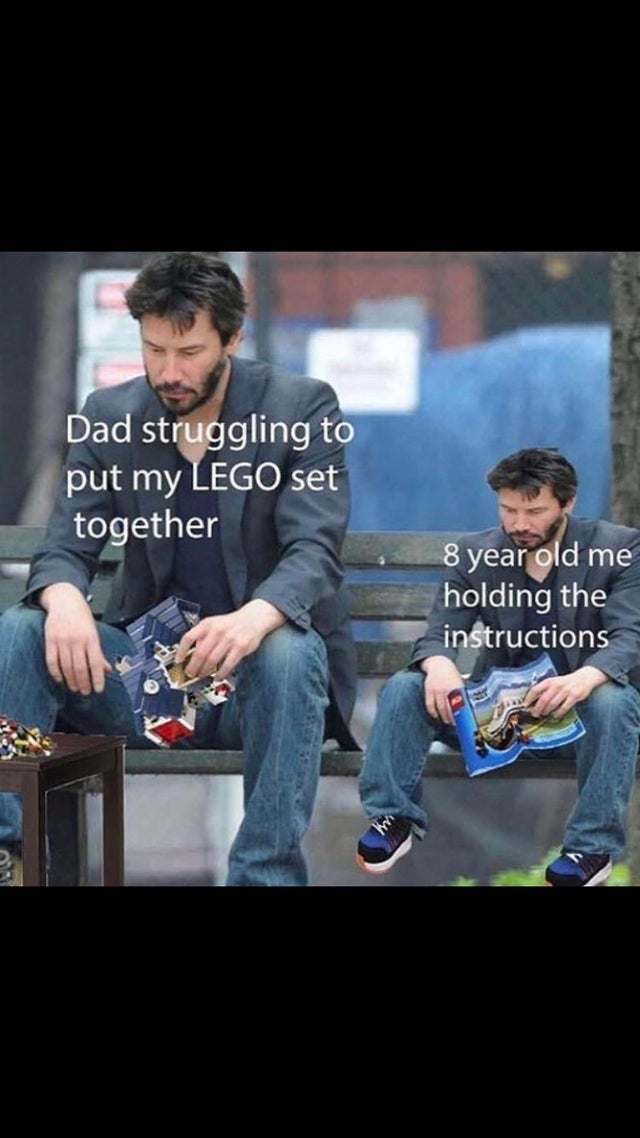 Dad struggling to
put my LEGO set
together
8 year old me
holding the
instructions